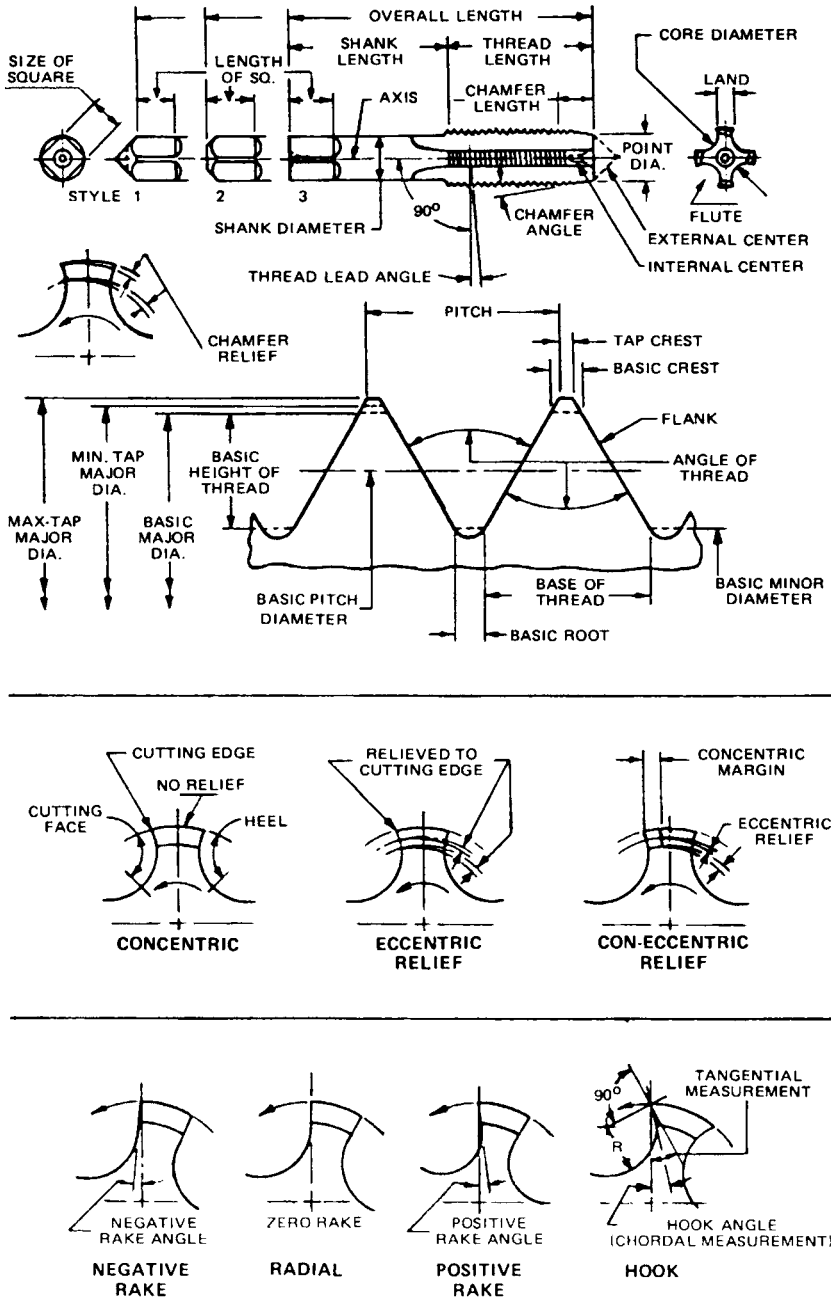 OVERALL LENGTH
SIZE OF
SQUARE
LENGTH
OF SQ.
SHANK
LENGTH
THREAD
LENGTH
CHAMFER
LENGTH
AXIS
CORE DIAMETER
LAND
POINT
DIA.
STYLE 1
2
3
90°
SHANK DIAMETER
CHAMFER
ANGLE
FLUTE
EXTERNAL CENTER
INTERNAL CENTER
THREAD LEAD ANGLE
CHAMFER
RELIEF
PITCH
TAP CREST
BASIC CREST
FLANK
ANGLE OF
THREAD
MIN. TAP
MAJOR
DIA.
BASIC
HEIGHT OF
THREAD
MAX-TAP
MAJOR
DIA.
BASIC
MAJOR
DIA.
BASIC PITCH
DIAMETER
BASE OF
THREAD
BASIC MINOR
DIAMETER
BASIC ROOT
CUTTING EDGE
NO RELIEF
CUTTING
FACE
HEEL
CONCENTRIC
RELIEVED TO
CUTTING EDGE
ECCENTRIC
RELIEF
CONCENTRIC
MARGIN
ECCENTRIC
RELIEF
CON-ECCENTRIC
RELIEF
NEGATIVE
RAKE ANGLE
NEGATIVE
RAKE
ZERO RAKE
RADIAL
POSITIVE
RAKE ANGLE
POSITIVE
RAKE
90°
R
TANGENTIAL
MEASUREMENT
HOOK ANGLE
(CHORDAL MEASUREMENT)
HOOK